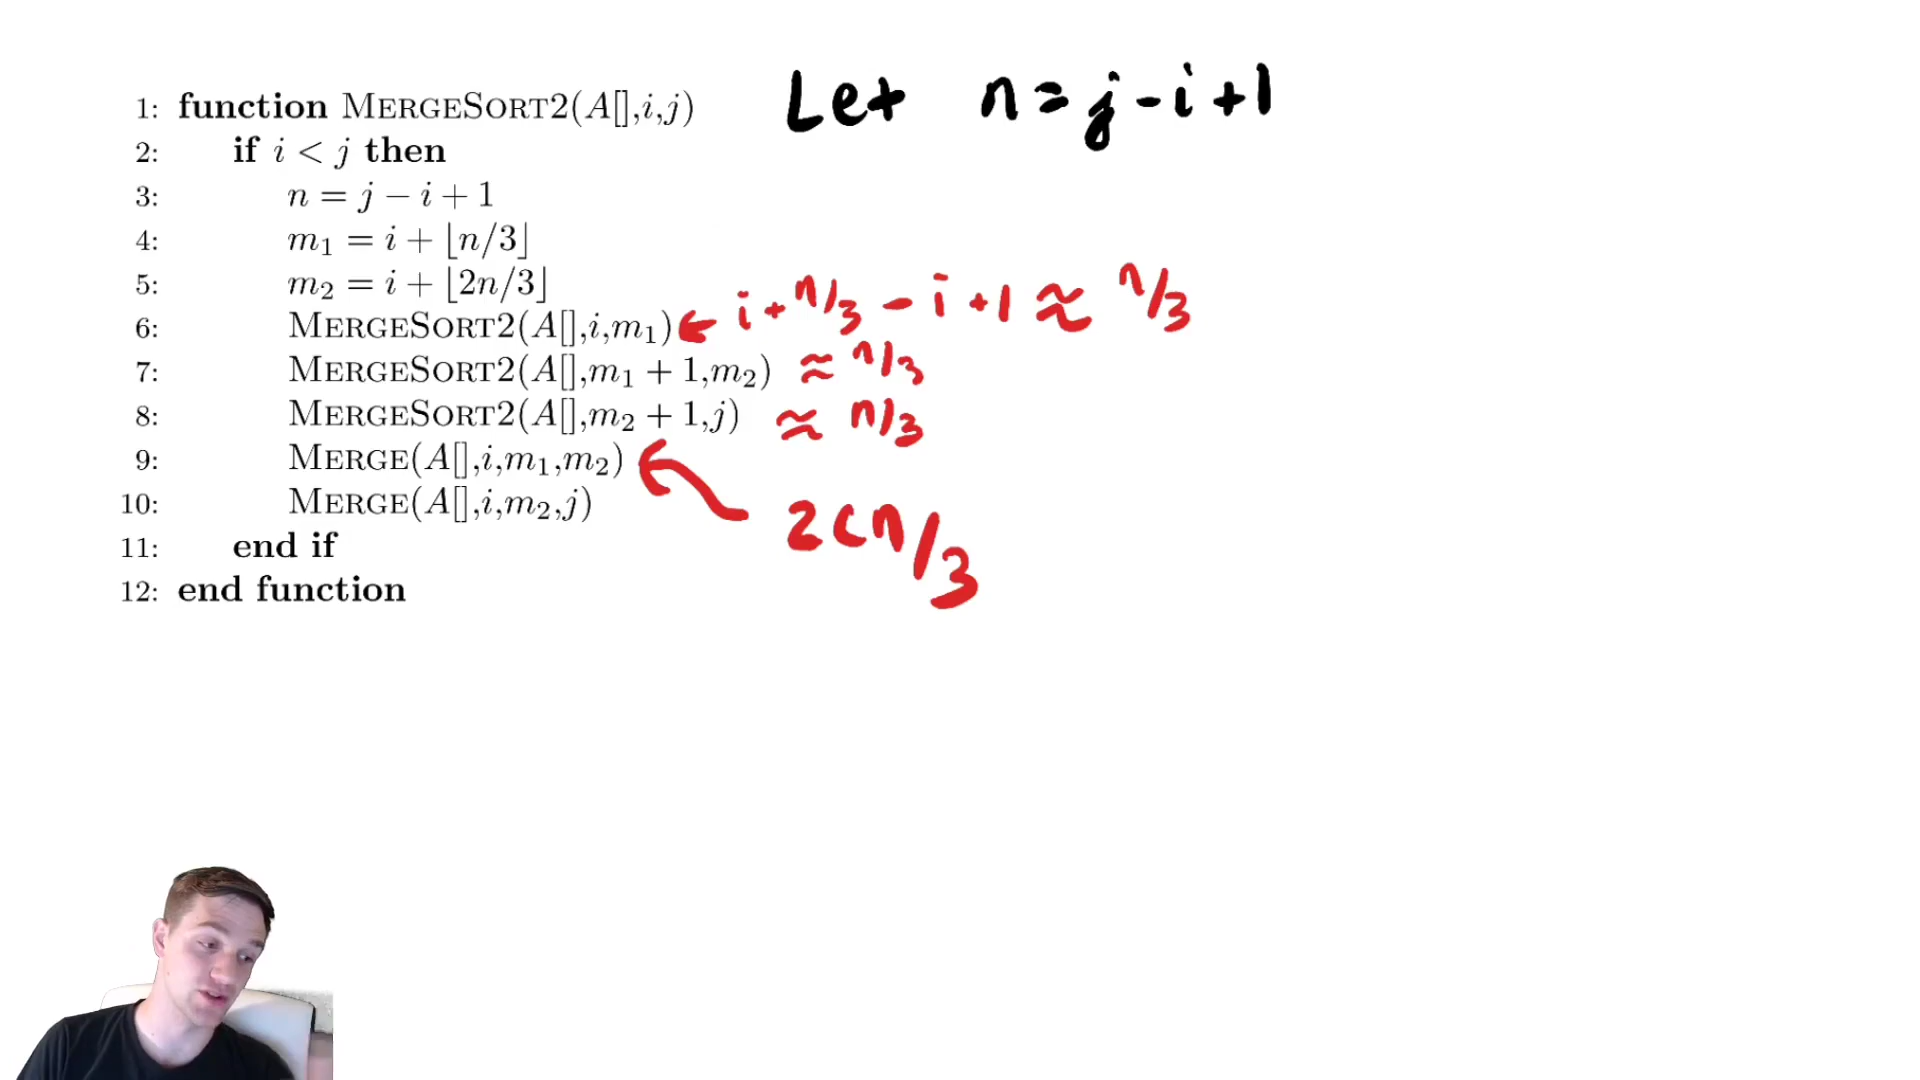 1: function MERGESORT2(A[],i,j) Let n = j - i + 1
2: if i < j then
3: n = j − i + 1
4: m₁ = i + ⌊n/3⌋
5: m₂ = i + ⌊2n/3⌋
6: MERGESORT2(A[],i,m₁) ← i + n/3 - i + 1 ≈ n/3
7: MERGESORT2(A[],m₁ + 1,m₂) ≈ n/3
8: MERGESORT2(A[],m₂ + 1,j) ≈ n/3
9: MERGE(A[],i,m₁,m₂)
10: MERGE(A[],i,m₂,j) 2cn/3
11: end if
12: end function